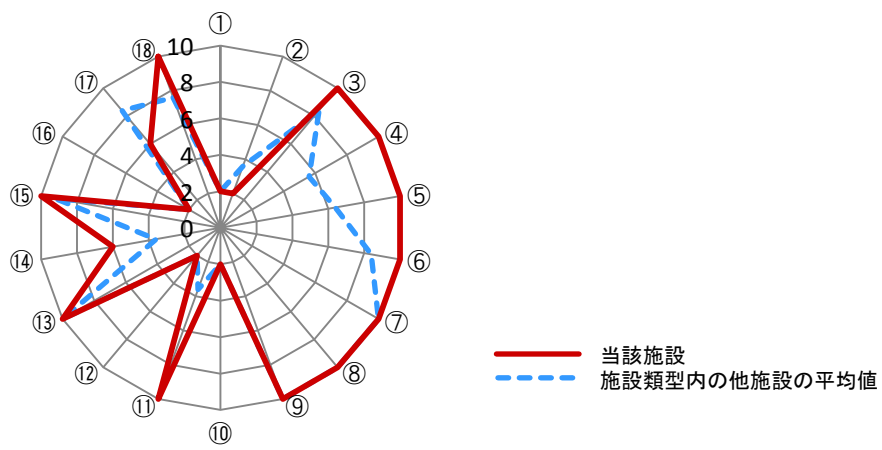 ①
⑱ 10 ②
⑰ 8 ③
⑯ 6 ④
4
⑮ 2 ⑤
0
⑭ ⑥
⑬ ⑦
⑫ ⑧
⑪ ⑨
⑩
当該施設
施設類型内の他施設の平均値